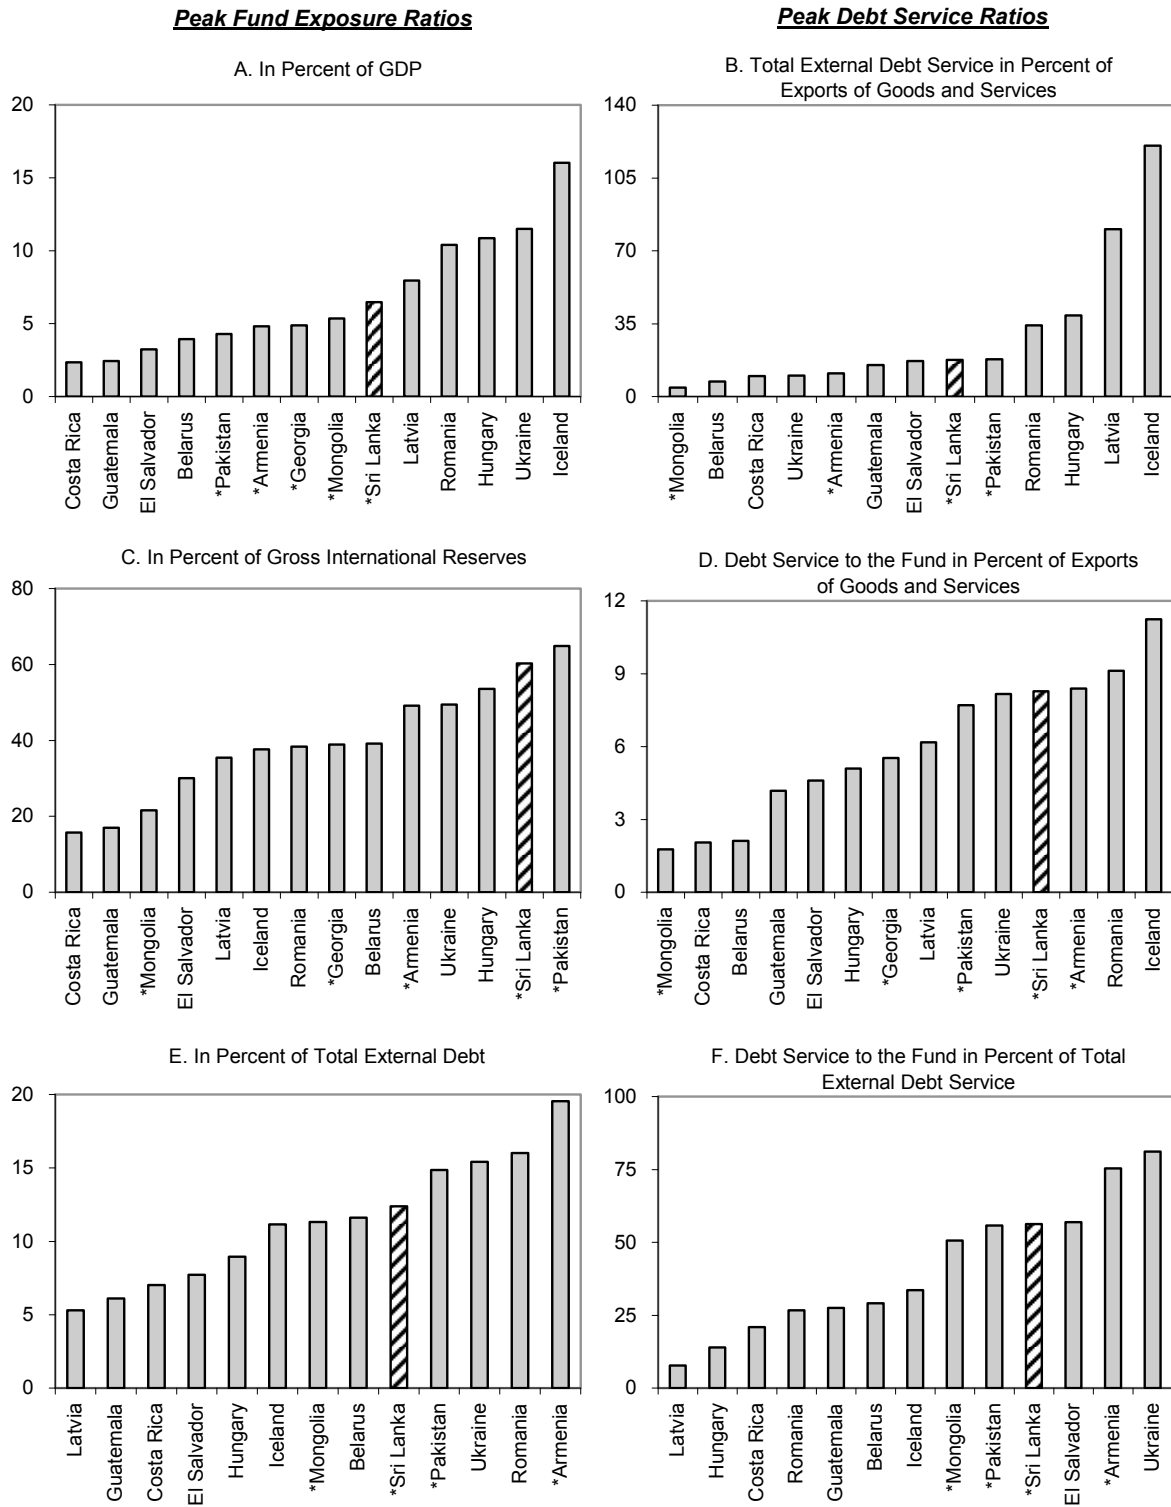 Peak Fund Exposure Ratios
Peak Debt Service Ratios
A. In Percent of GDP
20
15
10
5
0
Costa Rica
Guatemala
El Salvador
Belarus
*Pakistan
*Armenia
*Georgia
*Mongolia
*Sri Lanka
Latvia
Romania
Hungary
Ukraine
Iceland
B. Total External Debt Service in Percent of
Exports of Goods and Services
140
105
70
35
0
*Mongolia
Belarus
Costa Rica
Ukraine
*Armenia
Guatemala
El Salvador
*Sri Lanka
*Pakistan
Romania
Hungary
Latvia
Iceland
C. In Percent of Gross International Reserves
80
60
40
20
0
Costa Rica
Guatemala
*Mongolia
El Salvador
Latvia
Iceland
Romania
*Georgia
Belarus
*Armenia
Ukraine
Hungary
*Sri Lanka
*Pakistan
D. Debt Service to the Fund in Percent of Exports
of Goods and Services
12
9
6
3
0
*Mongolia
Costa Rica
Belarus
Guatemala
El Salvador
Hungary
*Georgia
Latvia
*Pakistan
Ukraine
*Sri Lanka
*Armenia
Romania
Iceland
E. In Percent of Total External Debt
20
15
10
5
0
Latvia
Guatemala
Costa Rica
El Salvador
Hungary
Iceland
*Mongolia
Belarus
*Sri Lanka
*Pakistan
Ukraine
Romania
*Armenia
F. Debt Service to the Fund in Percent of Total
External Debt Service
100
75
50
25
0
Latvia
Hungary
Costa Rica
Romania
Guatemala
Belarus
Iceland
*Mongolia
*Pakistan
*Sri Lanka
El Salvador
*Armenia
Ukraine